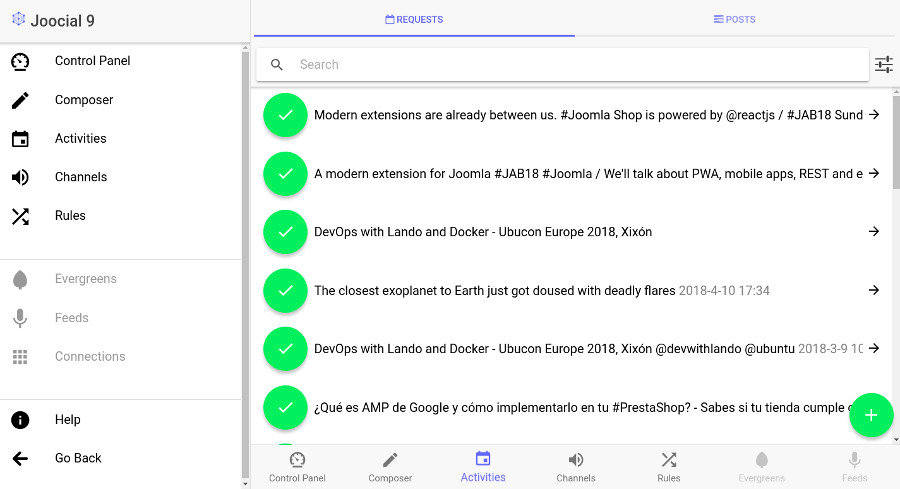 Joocial 9
Control Panel
Composer
Activities
Channels
Rules
Evergreens
Feeds
Connections
Help
Go Back
REQUESTS
POSTS
Search
Modern extensions are already between us. #Joomla Shop is powered by @reactjs / #JAB18 Sund
A modern extension for Joomla #JAB18 #Joomla / We'll talk about PWA, mobile apps, REST and e
DevOps with Lando and Docker - Ubucon Europe 2018, Xixón
The closest exoplanet to Earth just got doused with deadly flares 2018-4-10 17:34
DevOps with Lando and Docker - Ubucon Europe 2018, Xixón @devwithlando @ubuntu 2018-3-9 10
¿Qué es AMP de Google y cómo implementarlo en tu #PrestaShop? - Sabes si tu tienda cumple
Control Panel
Composer
Activities
Channels
Rules
Evergreens
Feeds